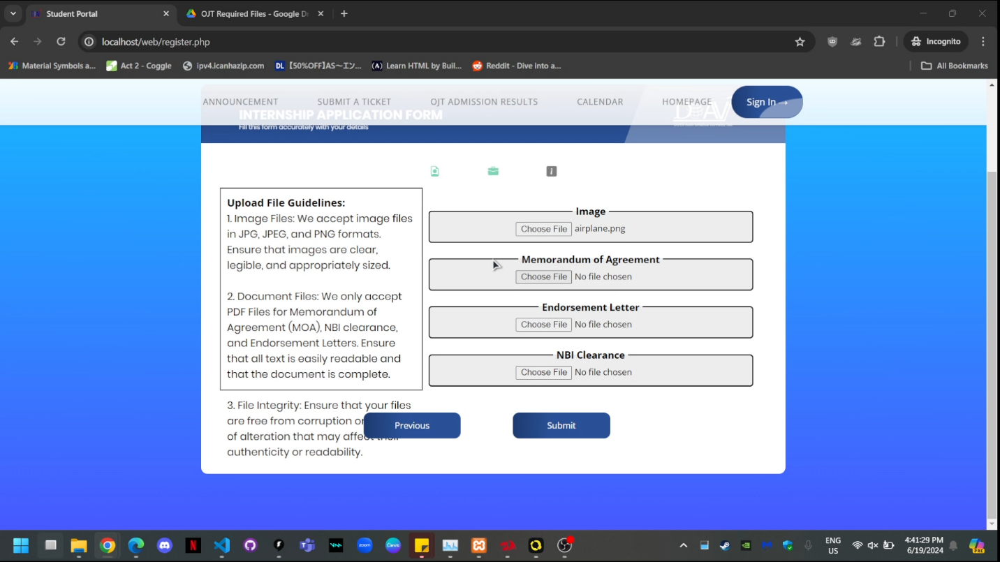 Student Portal
OJT Required Files - Google Dr
localhost/web/register.php
Incognito
Material Symbols a...
Act 2 - Coggle
ipv4.icanhazip.com
DL 【50%OFF】AS～エン...
Learn HTML by Buil...
Reddit - Dive into a...
All Bookmarks
ANNOUNCEMENT
SUBMIT A TICKET
OJT ADMISSION RESULTS
CALENDAR
HOMEPAGE
Sign In →
INTERNSHIP APPLICATION FORM
Fill this form accurately with your details
Upload File Guidelines:
1. Image Files: We accept image files
in JPG, JPEG, and PNG formats.
Ensure that images are clear,
legible, and appropriately sized.
2. Document Files: We only accept
PDF Files for Memorandum of
Agreement (MOA), NBI clearance,
and Endorsement Letters. Ensure
that all text is easily readable and
that the document is complete.
3. File Integrity: Ensure that your files
are free from corruption or
of alteration that may affect their
authenticity or readability.
Image
Choose File airplane.png
Memorandum of Agreement
Choose File No file chosen
Endorsement Letter
Choose File No file chosen
NBI Clearance
Choose File No file chosen
Previous
Submit
zoom
Canva
ENG
US
4:41:29 PM
6/19/2024
PRE